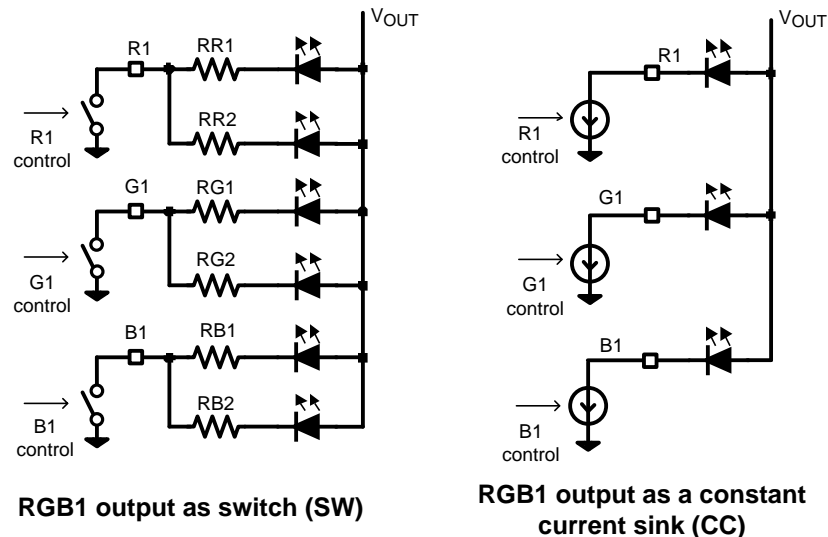 VOUT
R1
RR1
RR2
R1
control
G1
RG1
RG2
G1
control
B1
RB1
RB2
B1
control
RGB1 output as switch (SW)
VOUT
R1
R1
control
G1
G1
control
B1
B1
control
RGB1 output as a constant
current sink (CC)